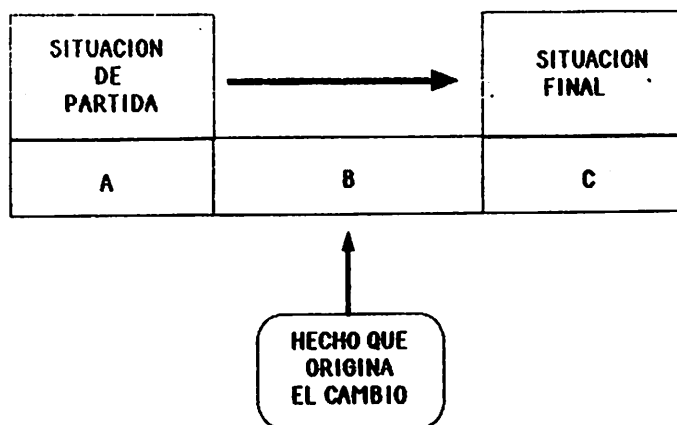 SITUACION
DE
PARTIDA
SITUACION
FINAL
A
B
C
HECHO QUE
ORIGINA
EL CAMBIO